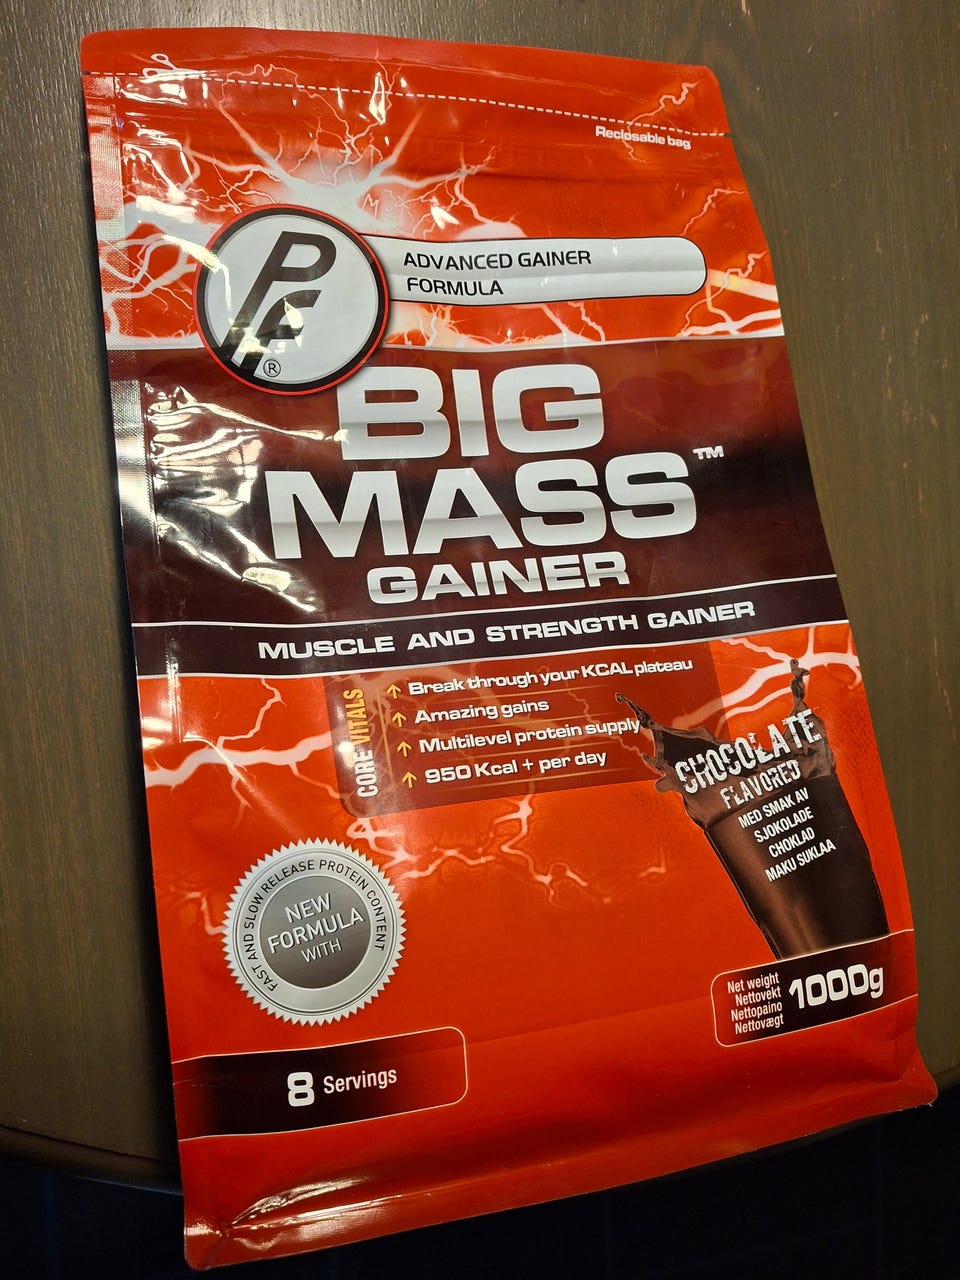 Reclosable bag
PF®
ADVANCED GAINER
FORMULA
BIG
MASS™
GAINER
MUSCLE AND STRENGTH GAINER
CORE VITALS
Break through your KCAL plateau
Amazing gains
Multilevel protein supply
950 Kcal + per day
CHOCOLATE
FLAVORED
MED SMAK AV
SJOKOLADE
CHOKLAD
MAKU SUKLAA
FAST AND SLOW RELEASE PROTEIN CONTENT
NEW
FORMULA
WITH
Net weight
Nettovekt
Nettopaino
Nettovægt
1000g
8 Servings